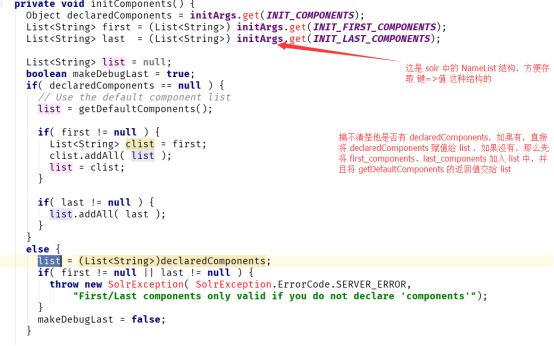 private void initComponents() {
Object declaredComponents = initArgs.get(INIT_COMPONENTS);
List<String> first = (List<String>) initArgs.get(INIT_FIRST_COMPONENTS);
List<String> last  = (List<String>) initArgs.get(INIT_LAST_COMPONENTS);
这是 solr 中的 NameList 结构，方便存
取 键=>值 这种结构的
List<String> list = null;
boolean makeDebugLast = true;
if( declaredComponents == null ) {
// Use the default component list
list = getDefaultComponents();
if( first != null ) {
List<String> clist = first;
clist.addAll( list );
list = clist;
}
搞不清楚他是否有 declaredComponents，如果有，直接
将 declaredComponents 赋值给 list ，如果没有，那么先
将 first_components、last_components 加入 list 中，并
且将 getDefaultComponents 的返回值交给 list
if( last != null ) {
list.addAll( last );
}
}
else {
list = (List<String>)declaredComponents;
if( first != null || last != null ) {
throw new SolrException( SolrException.ErrorCode.SERVER_ERROR,
"First/Last components only valid if you do not declare 'components'");
}
makeDebugLast = false;
}